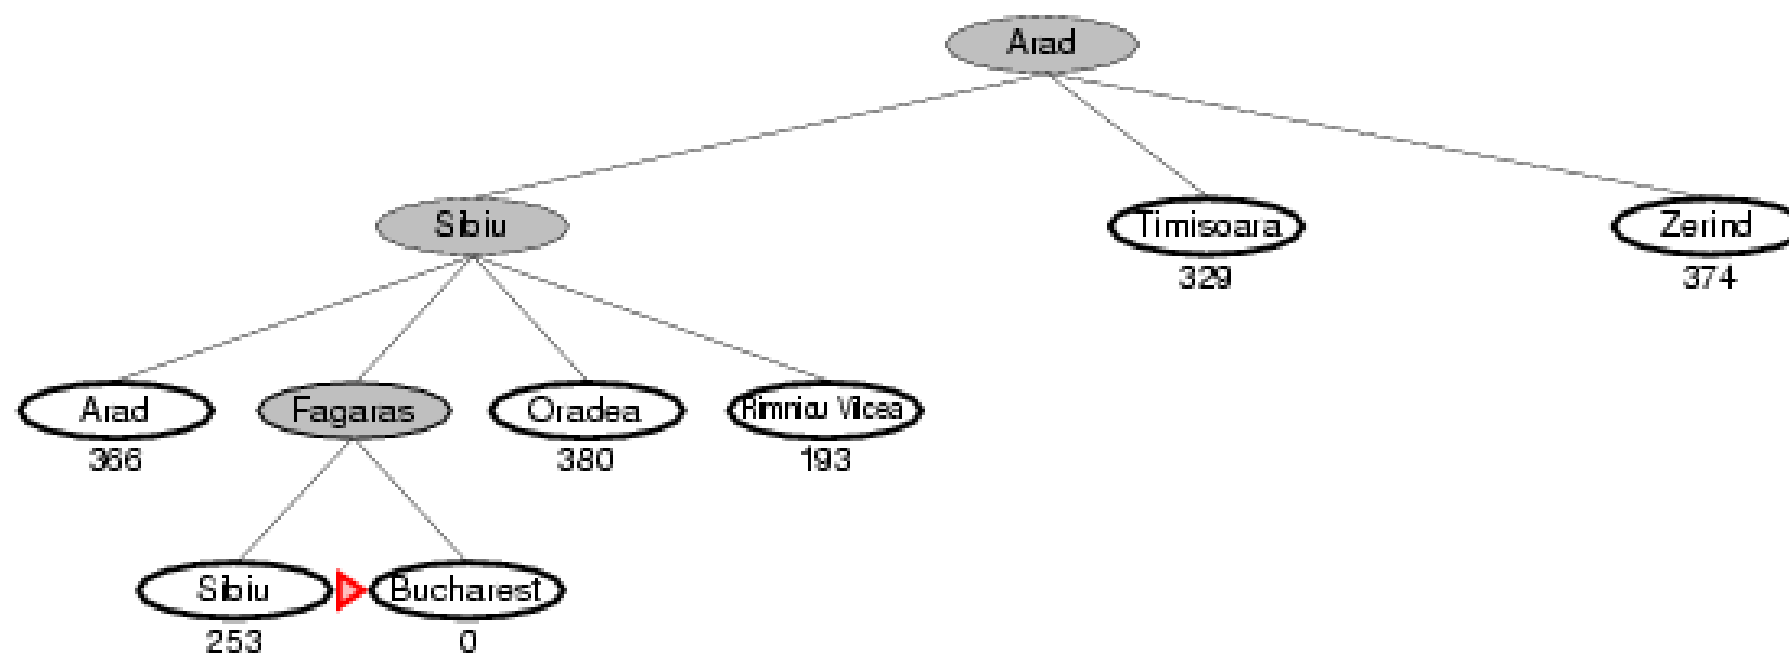 Arad
Sibiu
Timisoara
Zerind
329
374
Arad
Fagaras
Oradea
Rimnicu Vilcea
366
380
193
Sibiu
Bucharest
253
0